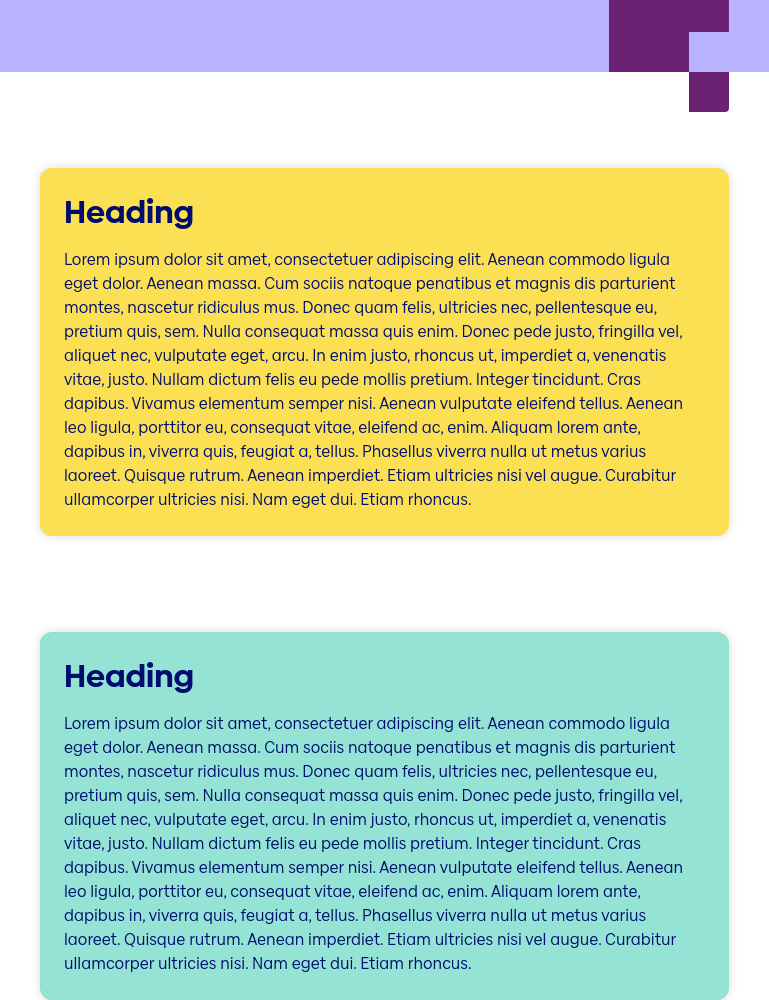 Heading
Lorem ipsum dolor sit amet, consectetuer adipiscing elit. Aenean commodo ligula
eget dolor. Aenean massa. Cum sociis natoque penatibus et magnis dis parturient
montes, nascetur ridiculus mus. Donec quam felis, ultricies nec, pellentesque eu,
pretium quis, sem. Nulla consequat massa quis enim. Donec pede justo, fringilla vel,
aliquet nec, vulputate eget, arcu. In enim justo, rhoncus ut, imperdiet a, venenatis
vitae, justo. Nullam dictum felis eu pede mollis pretium. Integer tincidunt. Cras
dapibus. Vivamus elementum semper nisi. Aenean vulputate eleifend tellus. Aenean
leo ligula, porttitor eu, consequat vitae, eleifend ac, enim. Aliquam lorem ante,
dapibus in, viverra quis, feugiat a, tellus. Phasellus viverra nulla ut metus varius
laoreet. Quisque rutrum. Aenean imperdiet. Etiam ultricies nisi vel augue. Curabitur
ullamcorper ultricies nisi. Nam eget dui. Etiam rhoncus.
Heading
Lorem ipsum dolor sit amet, consectetuer adipiscing elit. Aenean commodo ligula
eget dolor. Aenean massa. Cum sociis natoque penatibus et magnis dis parturient
montes, nascetur ridiculus mus. Donec quam felis, ultricies nec, pellentesque eu,
pretium quis, sem. Nulla consequat massa quis enim. Donec pede justo, fringilla vel,
aliquet nec, vulputate eget, arcu. In enim justo, rhoncus ut, imperdiet a, venenatis
vitae, justo. Nullam dictum felis eu pede mollis pretium. Integer tincidunt. Cras
dapibus. Vivamus elementum semper nisi. Aenean vulputate eleifend tellus. Aenean
leo ligula, porttitor eu, consequat vitae, eleifend ac, enim. Aliquam lorem ante,
dapibus in, viverra quis, feugiat a, tellus. Phasellus viverra nulla ut metus varius
laoreet. Quisque rutrum. Aenean imperdiet. Etiam ultricies nisi vel augue. Curabitur
ullamcorper ultricies nisi. Nam eget dui. Etiam rhoncus.